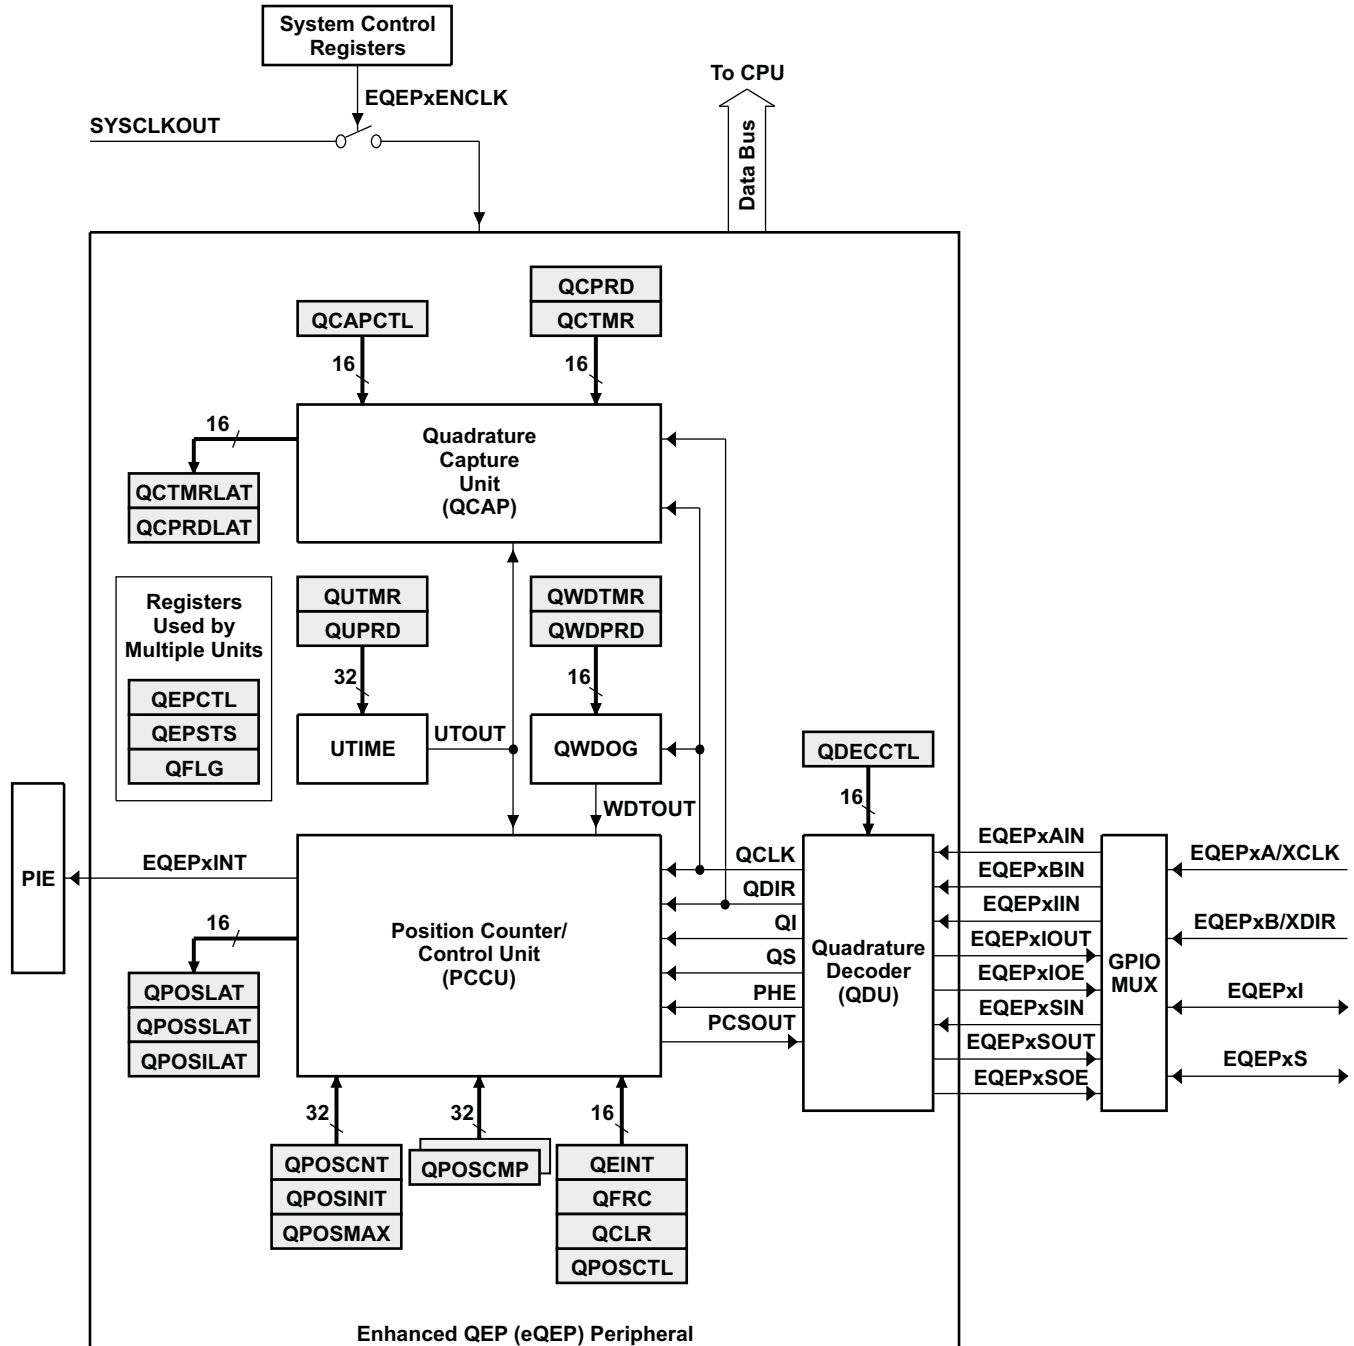 System Control
Registers
To CPU
EQEPxENCLK
SYSCLKOUT
Data Bus
QCPRD
QCAPCTL
QCTMR
16
16
16
Quadrature
Capture
Unit
(QCAP)
QCTMRLAT
QCPRDLAT
Registers
Used by
Multiple Units
QEPCTL
QEPSTS
QFLG
QUTMR
QUPRD
QWDTMR
QWDPRD
32
16
UTIME
UTOUT
QWDOG
QDECCTL
WDTOUT
16
PIE
EQEPxINT
16
Position Counter/
Control Unit
(PCCU)
QCLK
QDIR
QI
QS
PHE
PCSOUT
Quadrature
Decoder
(QDU)
EQEPxAIN
EQEPxBIN
EQEPxIIN
EQEPxIOUT
EQEPxIOE
EQEPxSIN
EQEPxSOUT
EQEPxSOE
GPIO
MUX
EQEPxA/XCLK
EQEPxB/XDIR
EQEPxI
EQEPxS
QPOSLAT
QPOSSLAT
QPOSILAT
32
32
16
QPOSCNT
QPOSINIT
QPOSMAX
QPOSCMP
QEINT
QFRC
QCLR
QPOSCTL
Enhanced QEP (eQEP) Peripheral